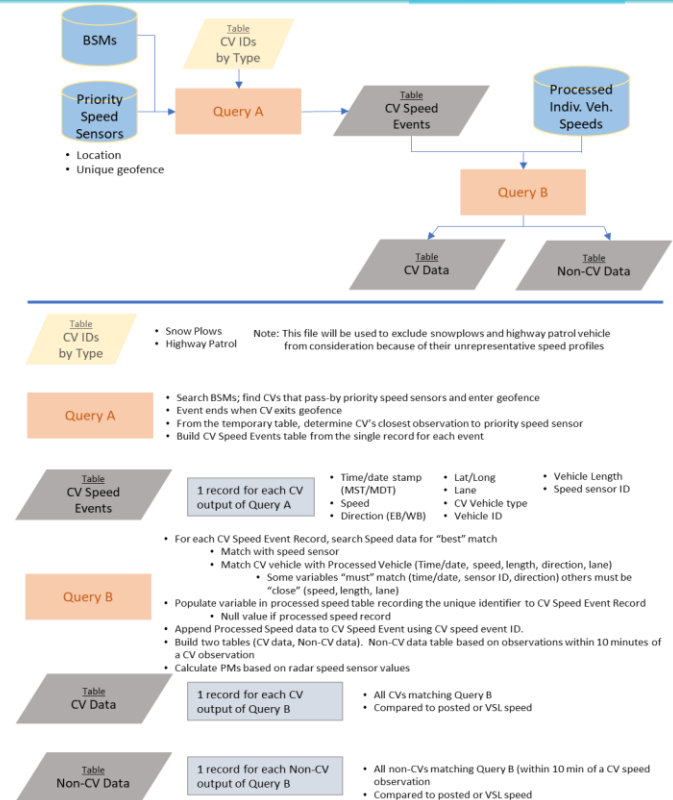 BSMs
Table
CV IDs
by Type
Priority
Speed
Sensors
Query A
Table
CV Speed
Events
Processed
Indiv. Veh.
Speeds
• Location
• Unique geofence
Query B
Table
CV Data
Table
Non-CV Data
Table
CV IDs
by Type
• Snow Plows
• Highway Patrol
Note: This file will be used to exclude snowplows and highway patrol vehicle
from consideration because of their unrepresentative speed profiles
Query A
• Search BSMs; find CVs that pass-by priority speed sensors and enter geofence
• Event ends when CV exits geofence
• From the temporary table, determine CV's closest observation to priority speed sensor
• Build CV Speed Events table from the single record for each event
Table
CV Speed
Events
1 record for each CV
output of Query A
• Time/date stamp
(MST/MDT)
• Speed
• Direction (EB/WB)
• Lat/Long
• Lane
• CV Vehicle type
• Vehicle ID
• Vehicle Length
• Speed sensor ID
Query B
• For each CV Speed Event Record, search Speed data for "best" match
• Match with speed sensor
• Match CV vehicle with Processed Vehicle (Time/date, speed, length, direction, lane)
• Some variables "must" match (time/date, sensor ID, direction) others must be
"close" (speed, length, lane)
• Populate variable in processed speed table recording the unique identifier to CV Speed Event Record
• Null value if processed speed record
• Append Processed Speed data to CV Speed Event using CV speed event ID.
• Build two tables (CV data, Non-CV data). Non-CV data table based on observations within 10 minutes of
a CV observation
• Calculate PMs based on radar speed sensor values
Table
CV Data
1 record for each CV
output of Query B
• All CVs matching Query B
• Compared to posted or VSL speed
Table
Non-CV Data
1 record for each Non-CV
output of Query B
• All non-CVs matching Query B (within 10 min of a CV speed
observation
• Compared to posted or VSL speed